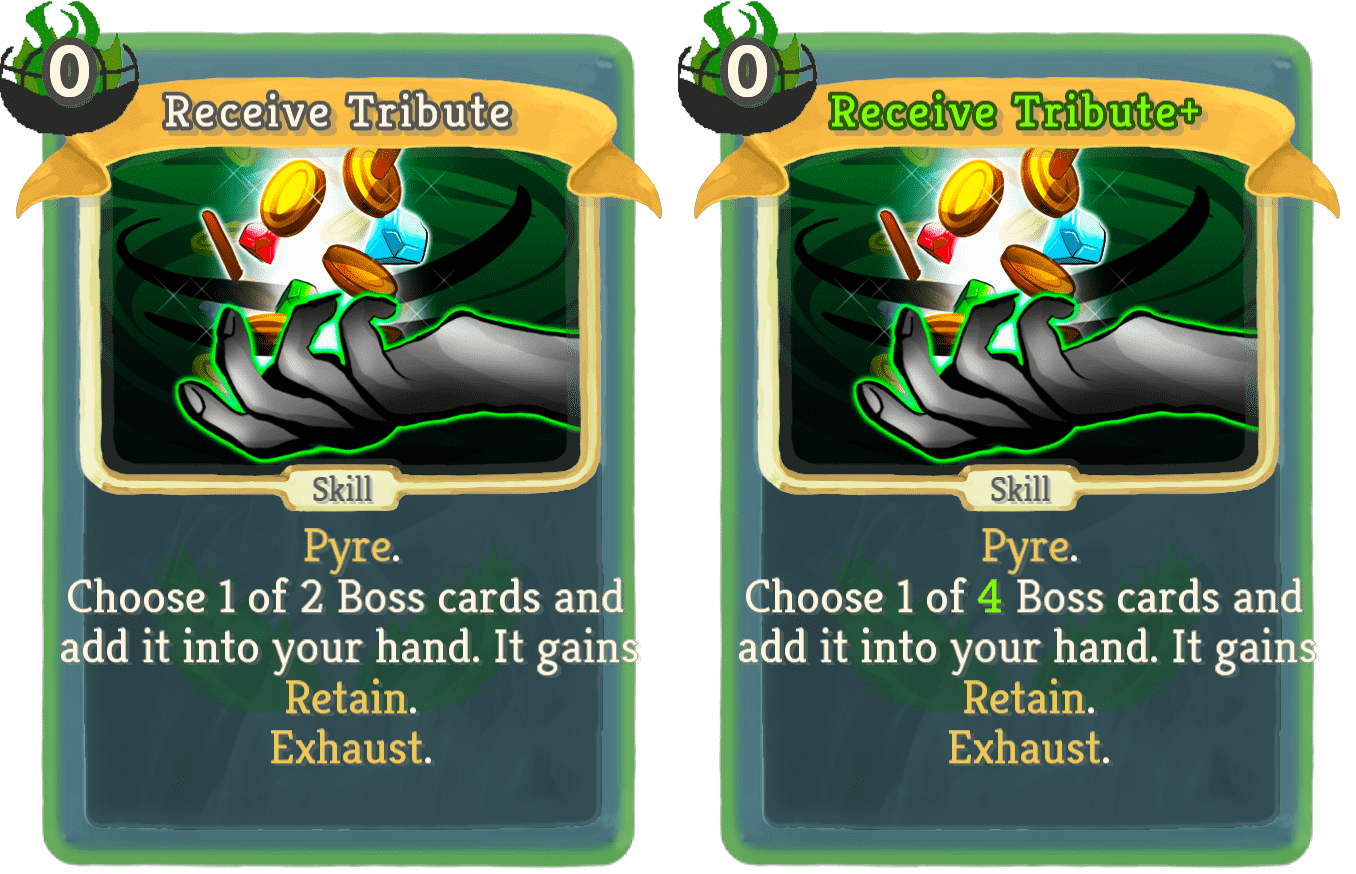 0
Receive Tribute
Skill
Pyre.
Choose 1 of 2 Boss cards and
add it into your hand. It gains
Retain.
Exhaust.
0
Receive Tribute+
Skill
Pyre.
Choose 1 of 4 Boss cards and
add it into your hand. It gains
Retain.
Exhaust.